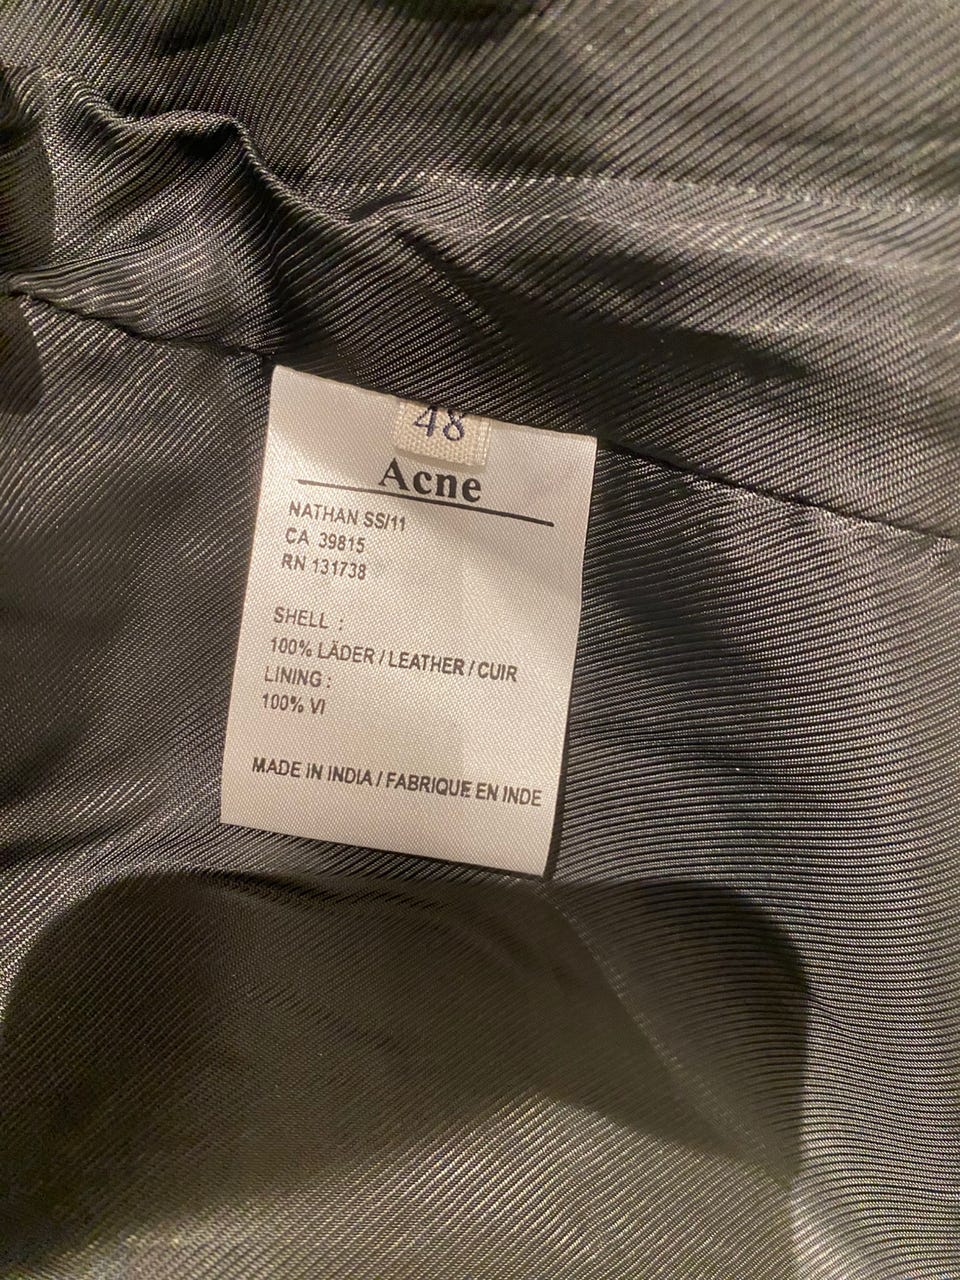 48
Acne
NATHAN SS/11
CA 39815
RN 131738
SHELL :
100% LÄDER / LEATHER / CUIR
LINING :
100% VI
MADE IN INDIA / FABRIQUE EN INDE